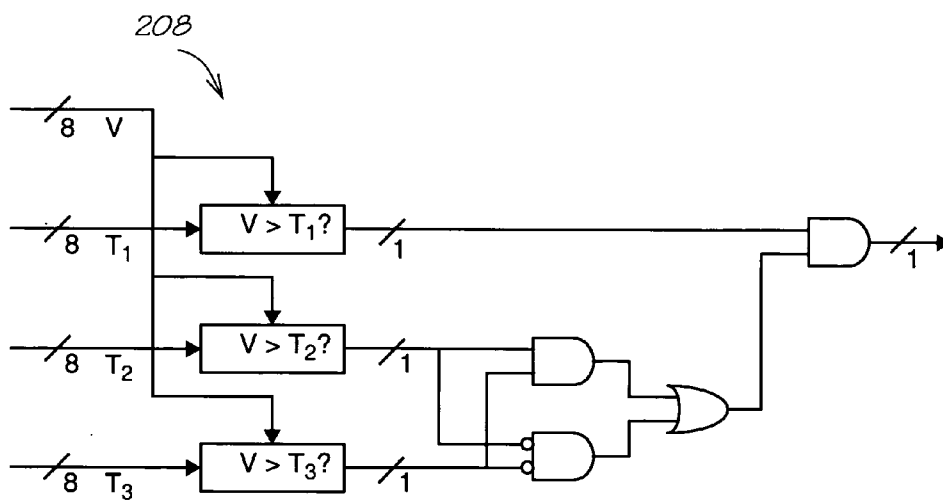 208
8 V
V > T₁?
8 T₁
1
1
V > T₂?
8 T₂
1
V > T₃?
8 T₃
1